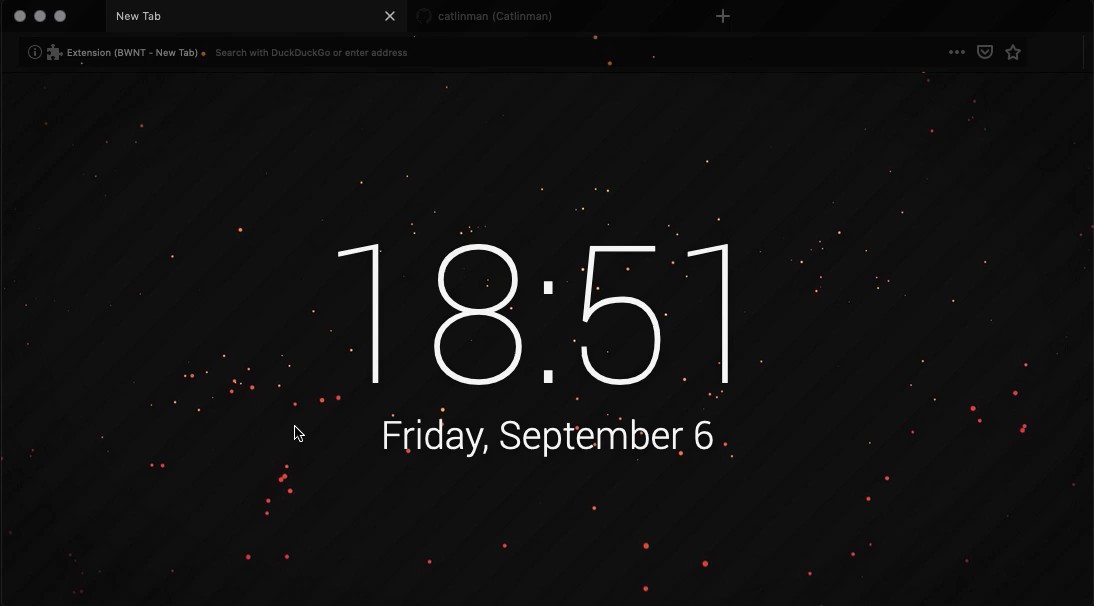 New Tab
catlinman (Catlinman)
Extension (BWNT - New Tab)
Search with DuckDuckGo or enter address
18:51
Friday, September 6